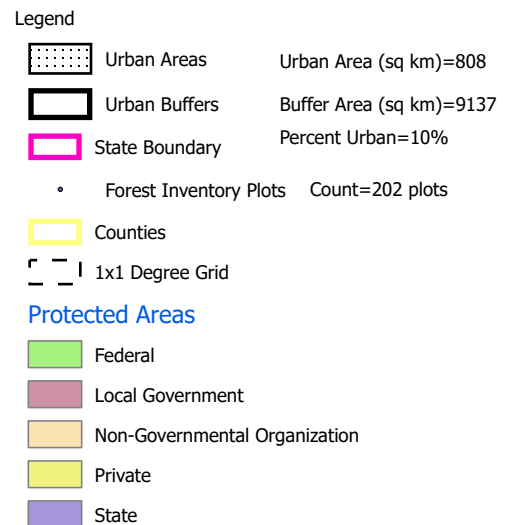 Legend
Urban Areas Urban Area (sq km)=808
Urban Buffers Buffer Area (sq km)=9137
State Boundary Percent Urban=10%
Forest Inventory Plots Count=202 plots
Counties
1x1 Degree Grid
Protected Areas
Federal
Local Government
Non-Governmental Organization
Private
State